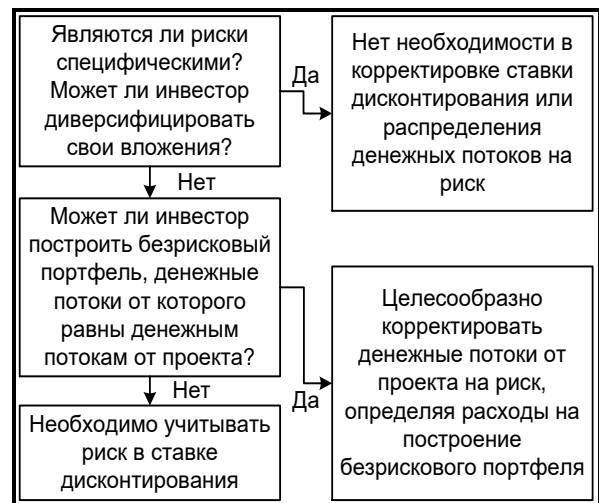 Являются ли риски
специфическими?
Может ли инвестор
диверсифицировать
свои вложения?
Да
Нет необходимости в
корректировке ставки
дисконтирования или
распределения
денежных потоков на
риск
Нет
Может ли инвестор
построить безрисковый
портфель, денежные
потоки от которого
равны денежным
потокам от проекта?
Да
Целесообразно
корректировать
денежные потоки от
проекта на риск,
определяя расходы на
построение
безрискового портфеля
Нет
Необходимо учитывать
риск в ставке
дисконтирования